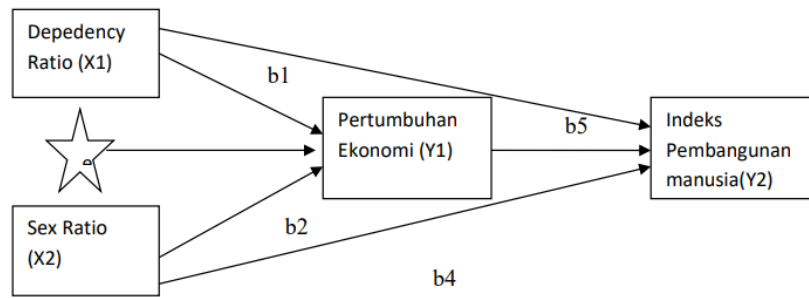 Depedency
Ratio (X1)
b1
Pertumbuhan
Ekonomi (Y1)
b5
Indeks
Pembangunan
manusia(Y2)
D
Sex Ratio
(X2)
b2
b4